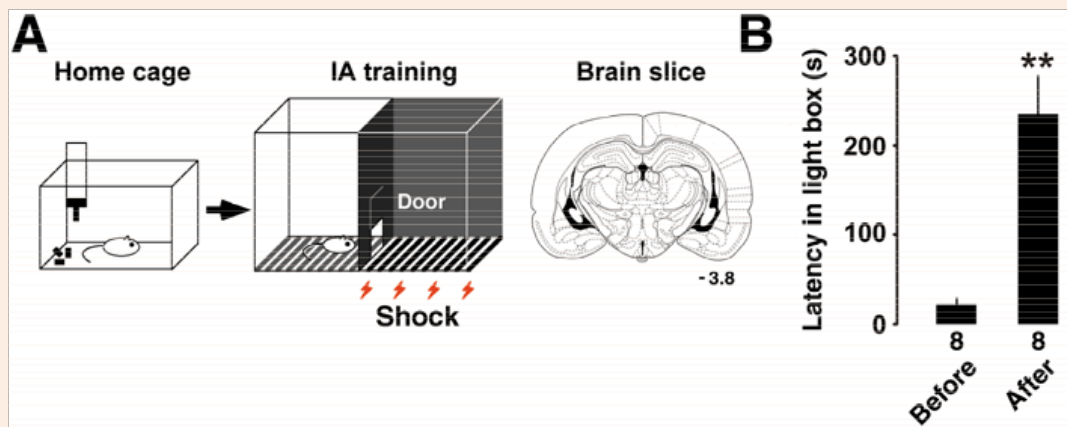 A
Home cage
IA training
Brain slice
Door
Shock
- 3.8
B
Latency in light box (s)
300
200
100
0
**
8
8
Before
After